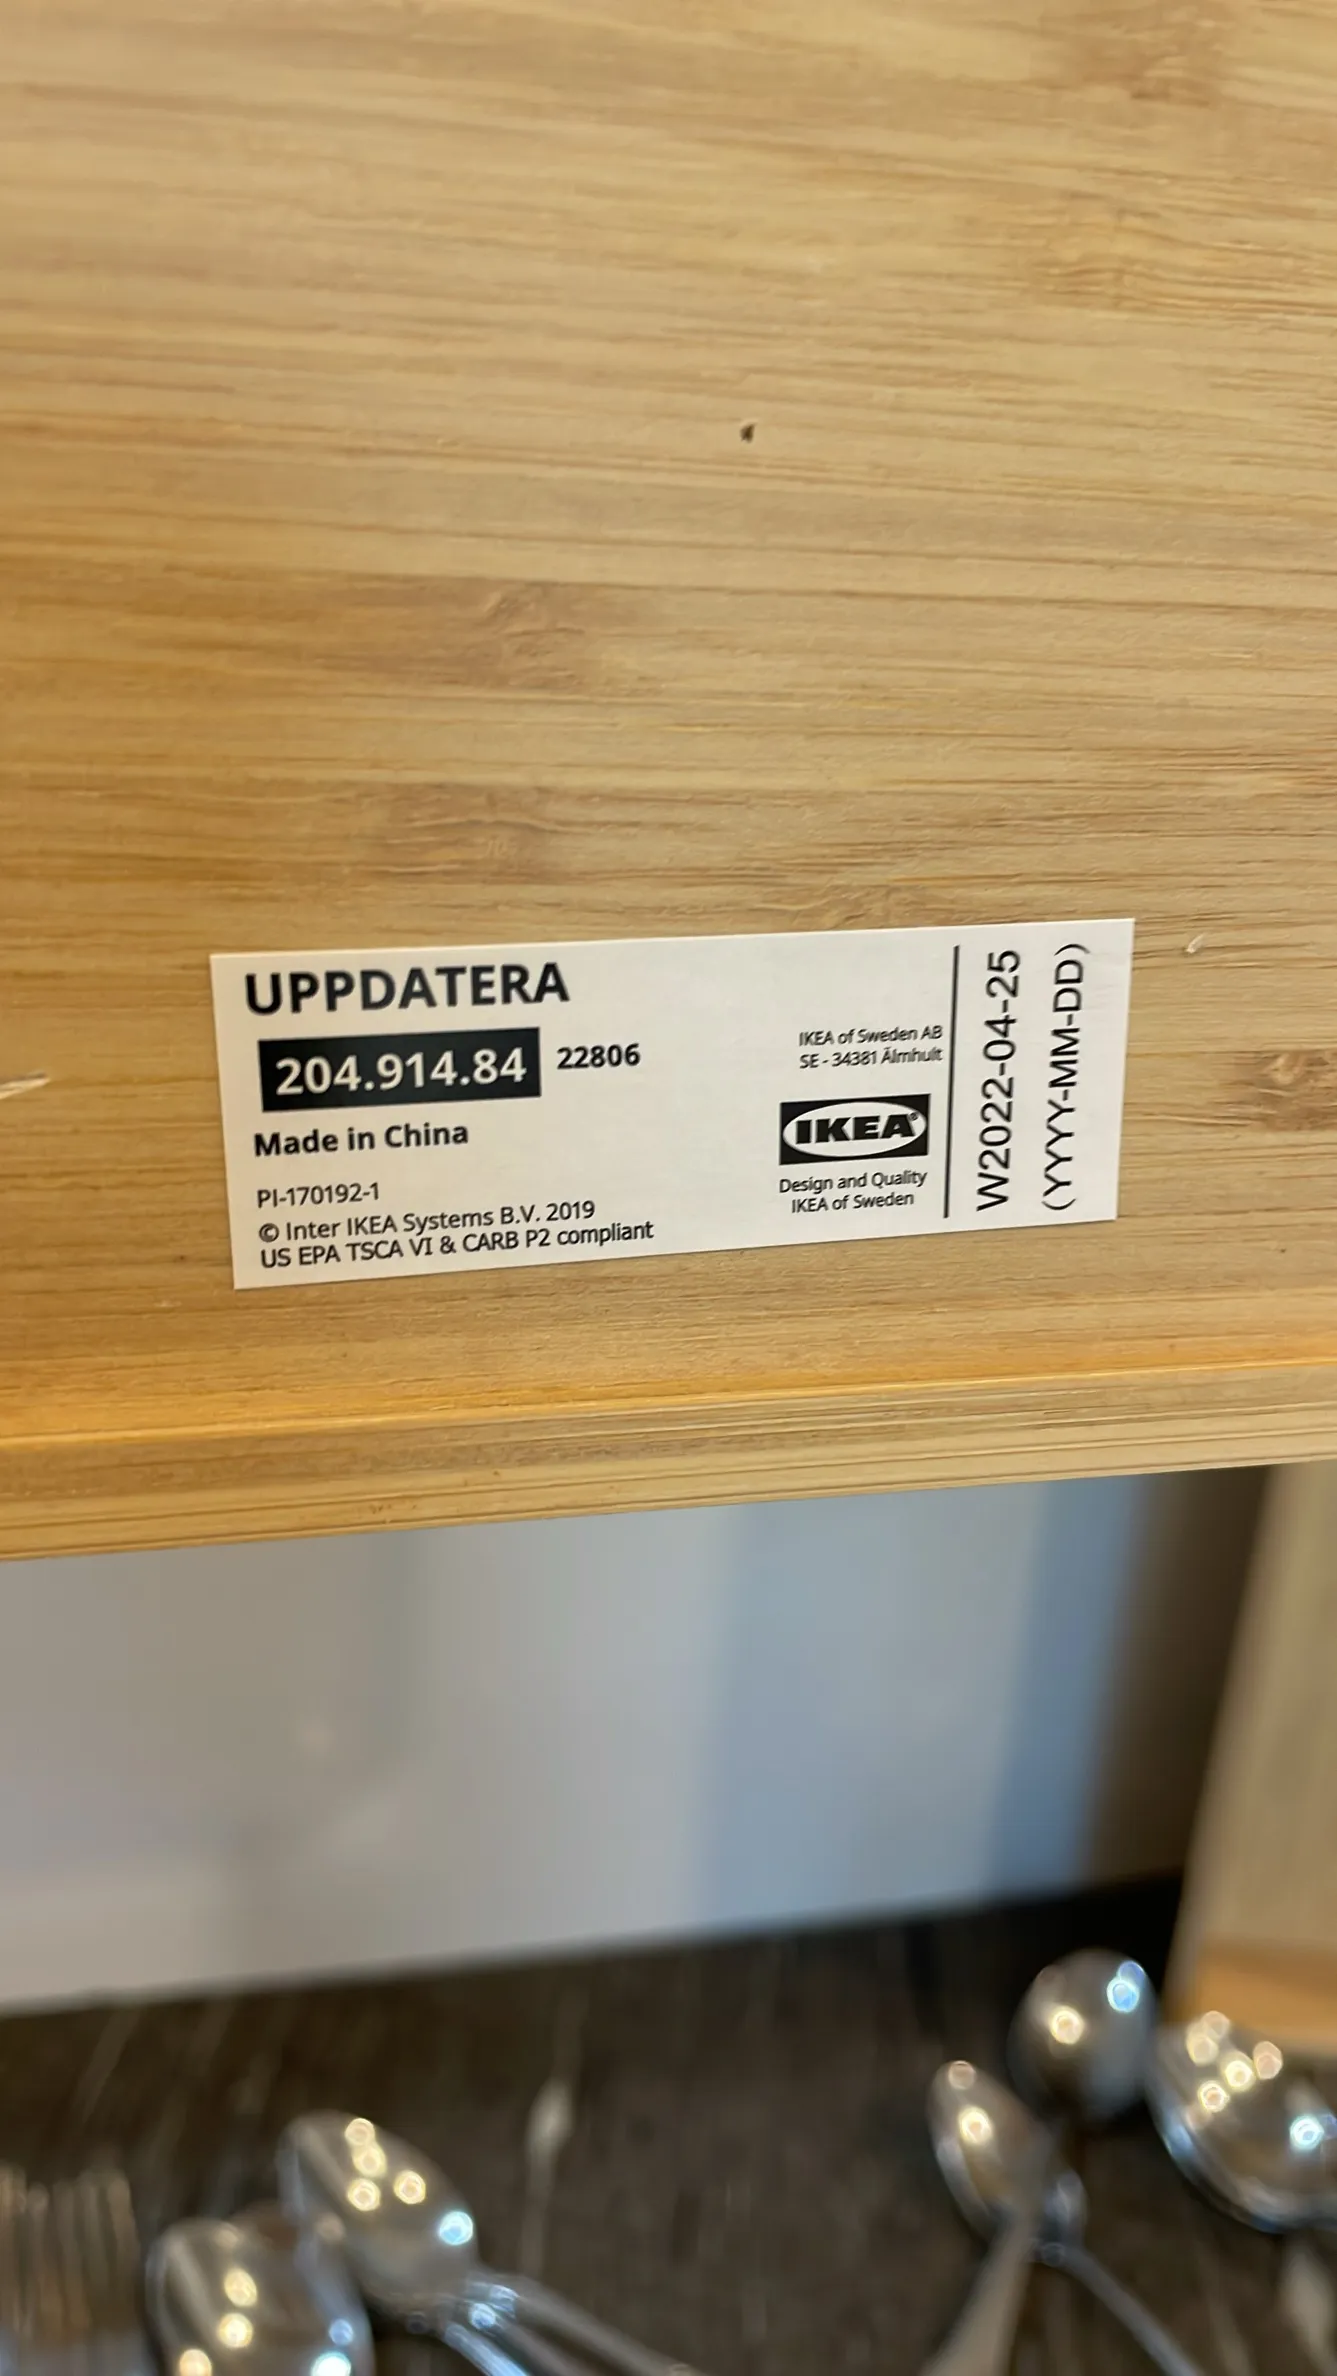 UPPDATERA
204.914.84 22806
Made in China
PI-170192-1
© Inter IKEA Systems B.V. 2019
US EPA TSCA VI & CARB P2 compliant
IKEA of Sweden AB
SE - 34381 Älmhult
IKEA®
Design and Quality
IKEA of Sweden
W2022-04-25
(YYYY-MM-DD)